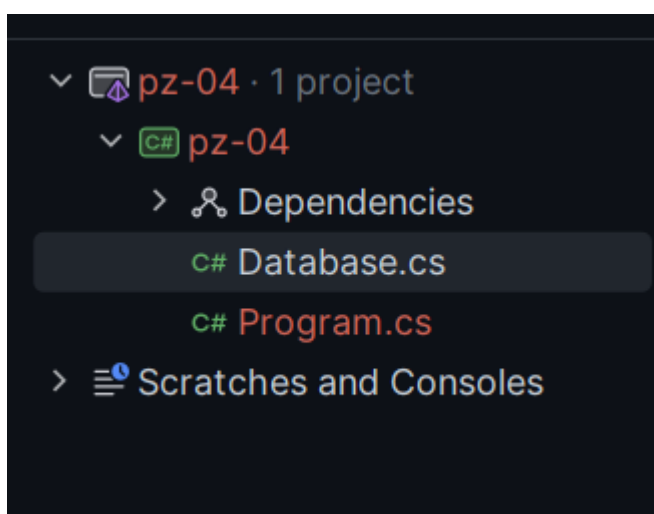 pz-04 · 1 project
C# pz-04
Dependencies
C# Database.cs
C# Program.cs
Scratches and Consoles